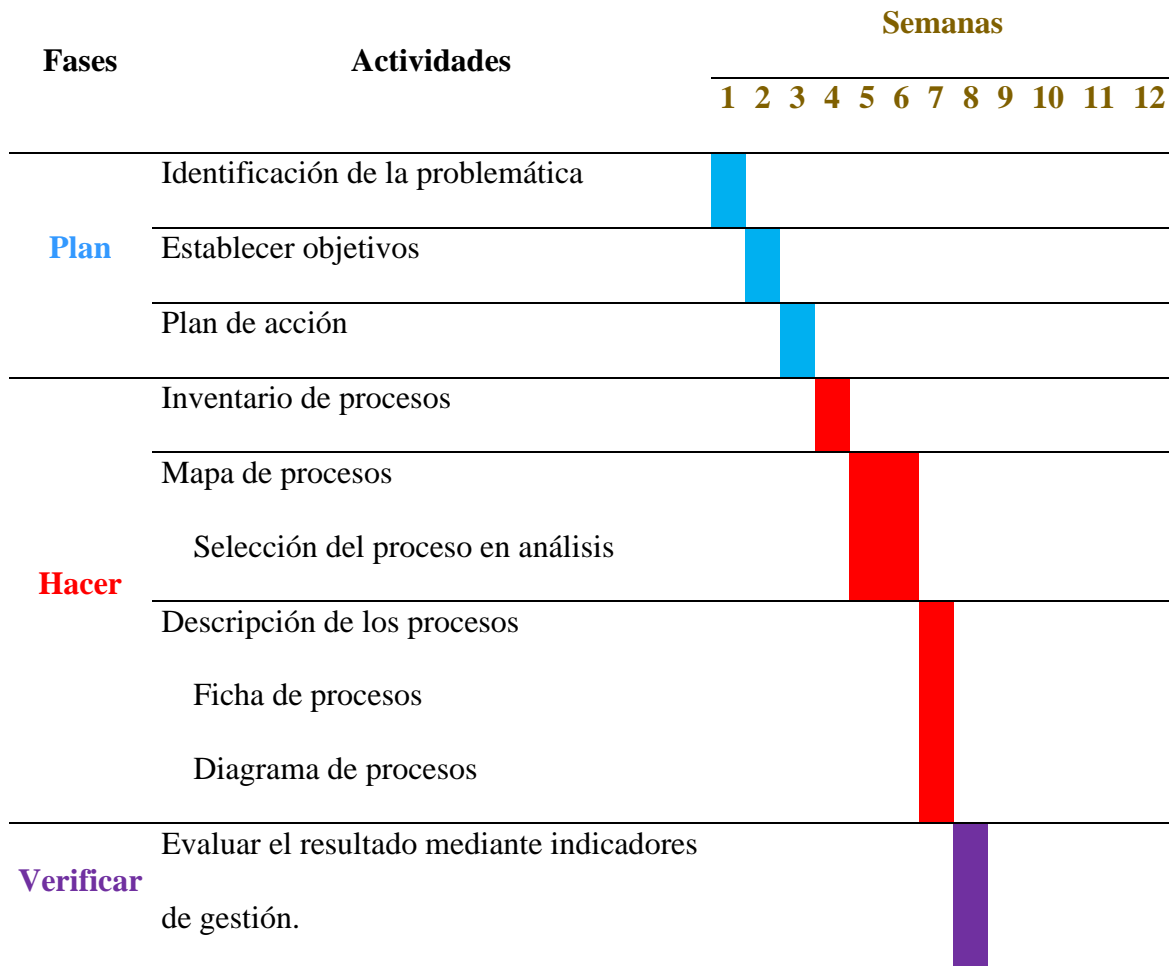 Semanas
Fases Actividades
1 2 3 4 5 6 7 8 9 10 11 12
Identificación de la problemática
Plan Establecer objetivos
Plan de acción
Inventario de procesos
Mapa de procesos
Selección del proceso en análisis
Hacer
Descripción de los procesos
Ficha de procesos
Diagrama de procesos
Evaluar el resultado mediante indicadores
Verificar
de gestión.